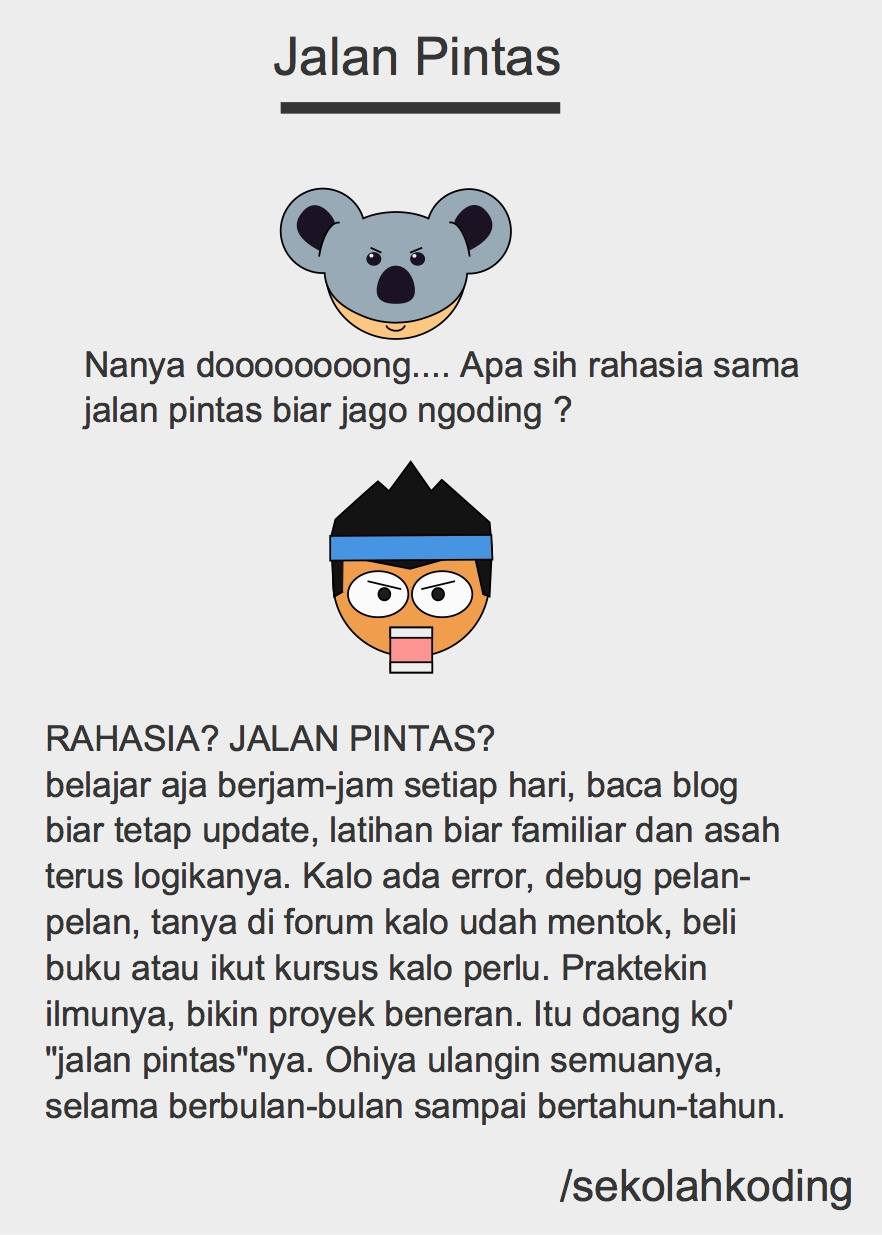 Jalan Pintas
Nanya dooooooooong.... Apa sih rahasia sama
jalan pintas biar jago ngoding ?
RAHASIA? JALAN PINTAS?
belajar aja berjam-jam setiap hari, baca blog
biar tetap update, latihan biar familiar dan asah
terus logikanya. Kalo ada error, debug pelan-
pelan, tanya di forum kalo udah mentok, beli
buku atau ikut kursus kalo perlu. Praktekin
ilmunya, bikin proyek beneran. Itu doang ko'
"jalan pintas"nya. Ohiya ulangin semuanya,
selama berbulan-bulan sampai bertahun-tahun.
/sekolahkoding